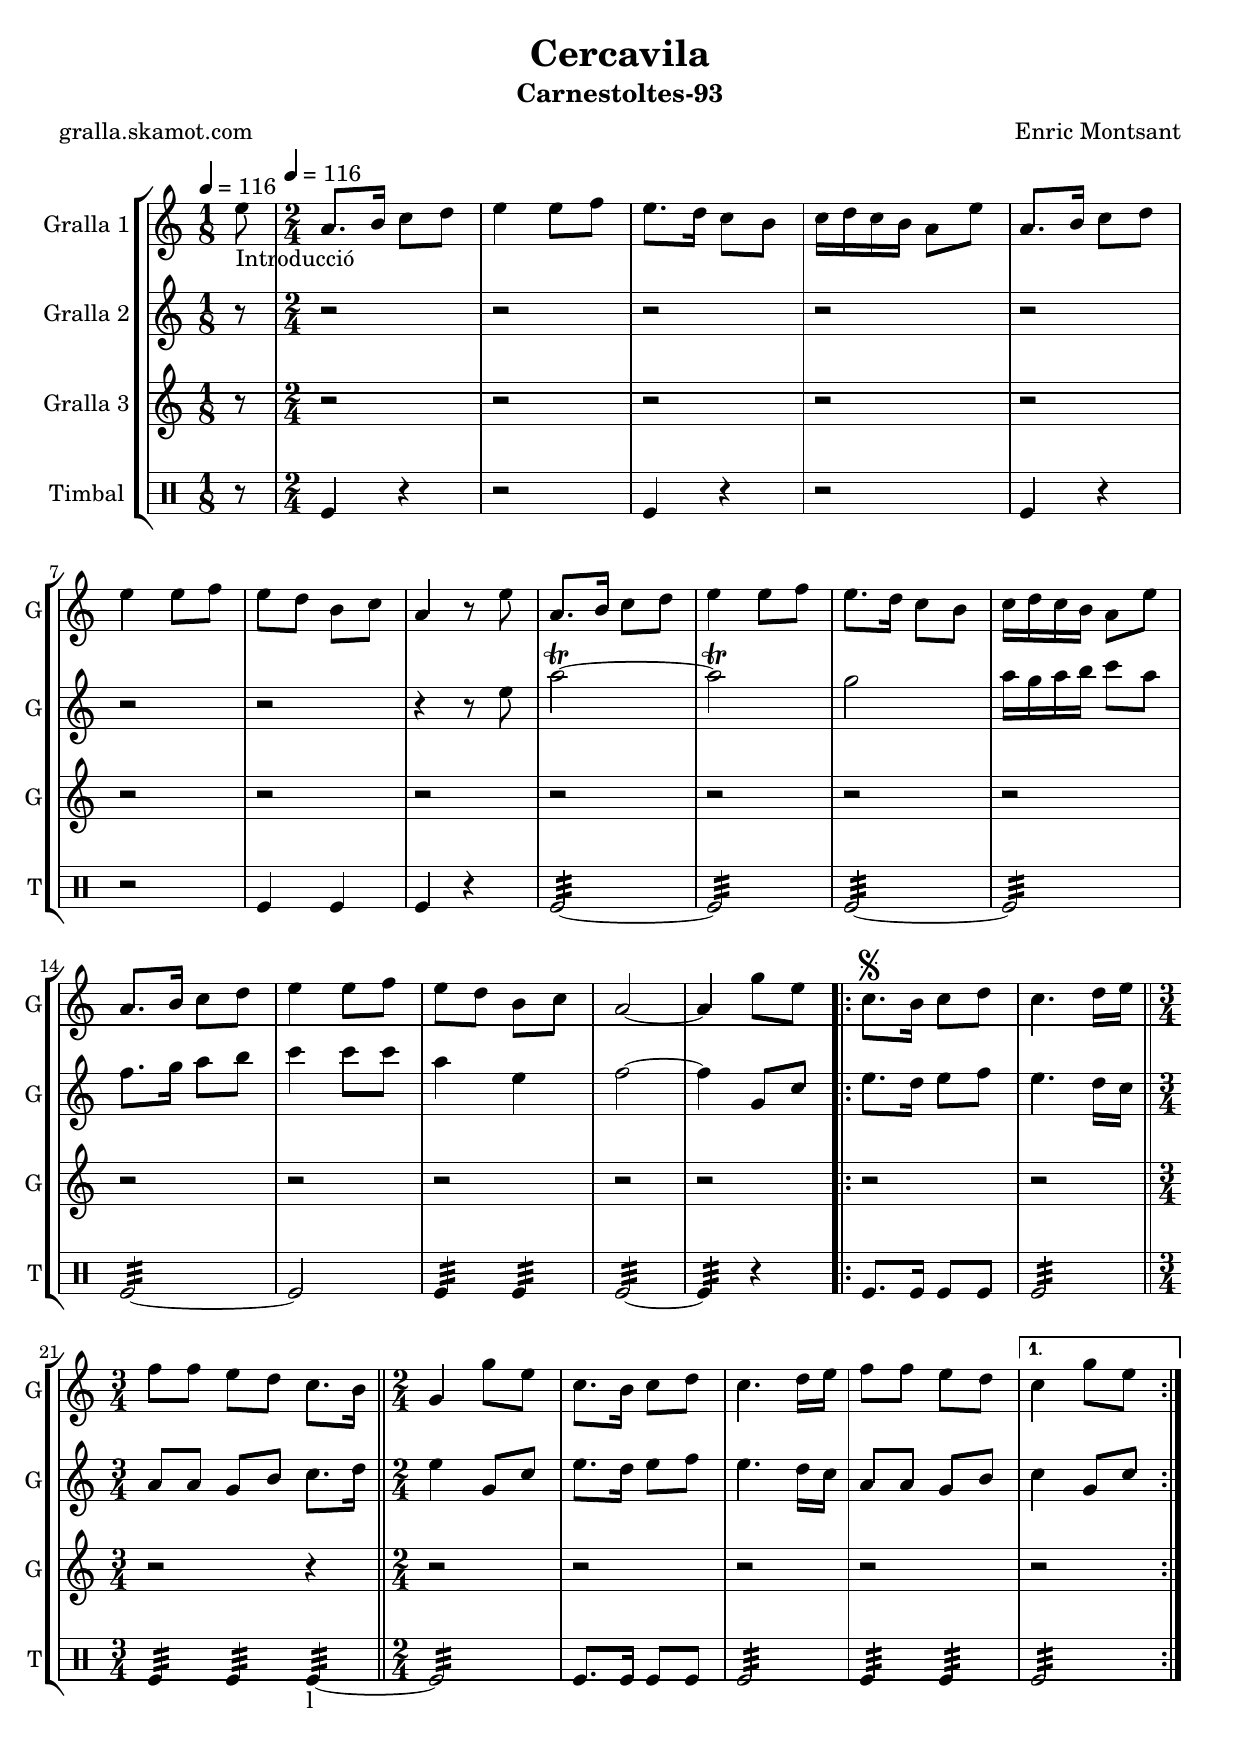 Cercavila
Carnestoltes-93
gralla.skamot.com
Enric Montsant
= 116
= 116
Gralla 1
Introducció
Gralla 2
Gralla 3
Timbal
7
G
G
G
T
14
G
G
G
T
21
1.
G
G
G
T
l